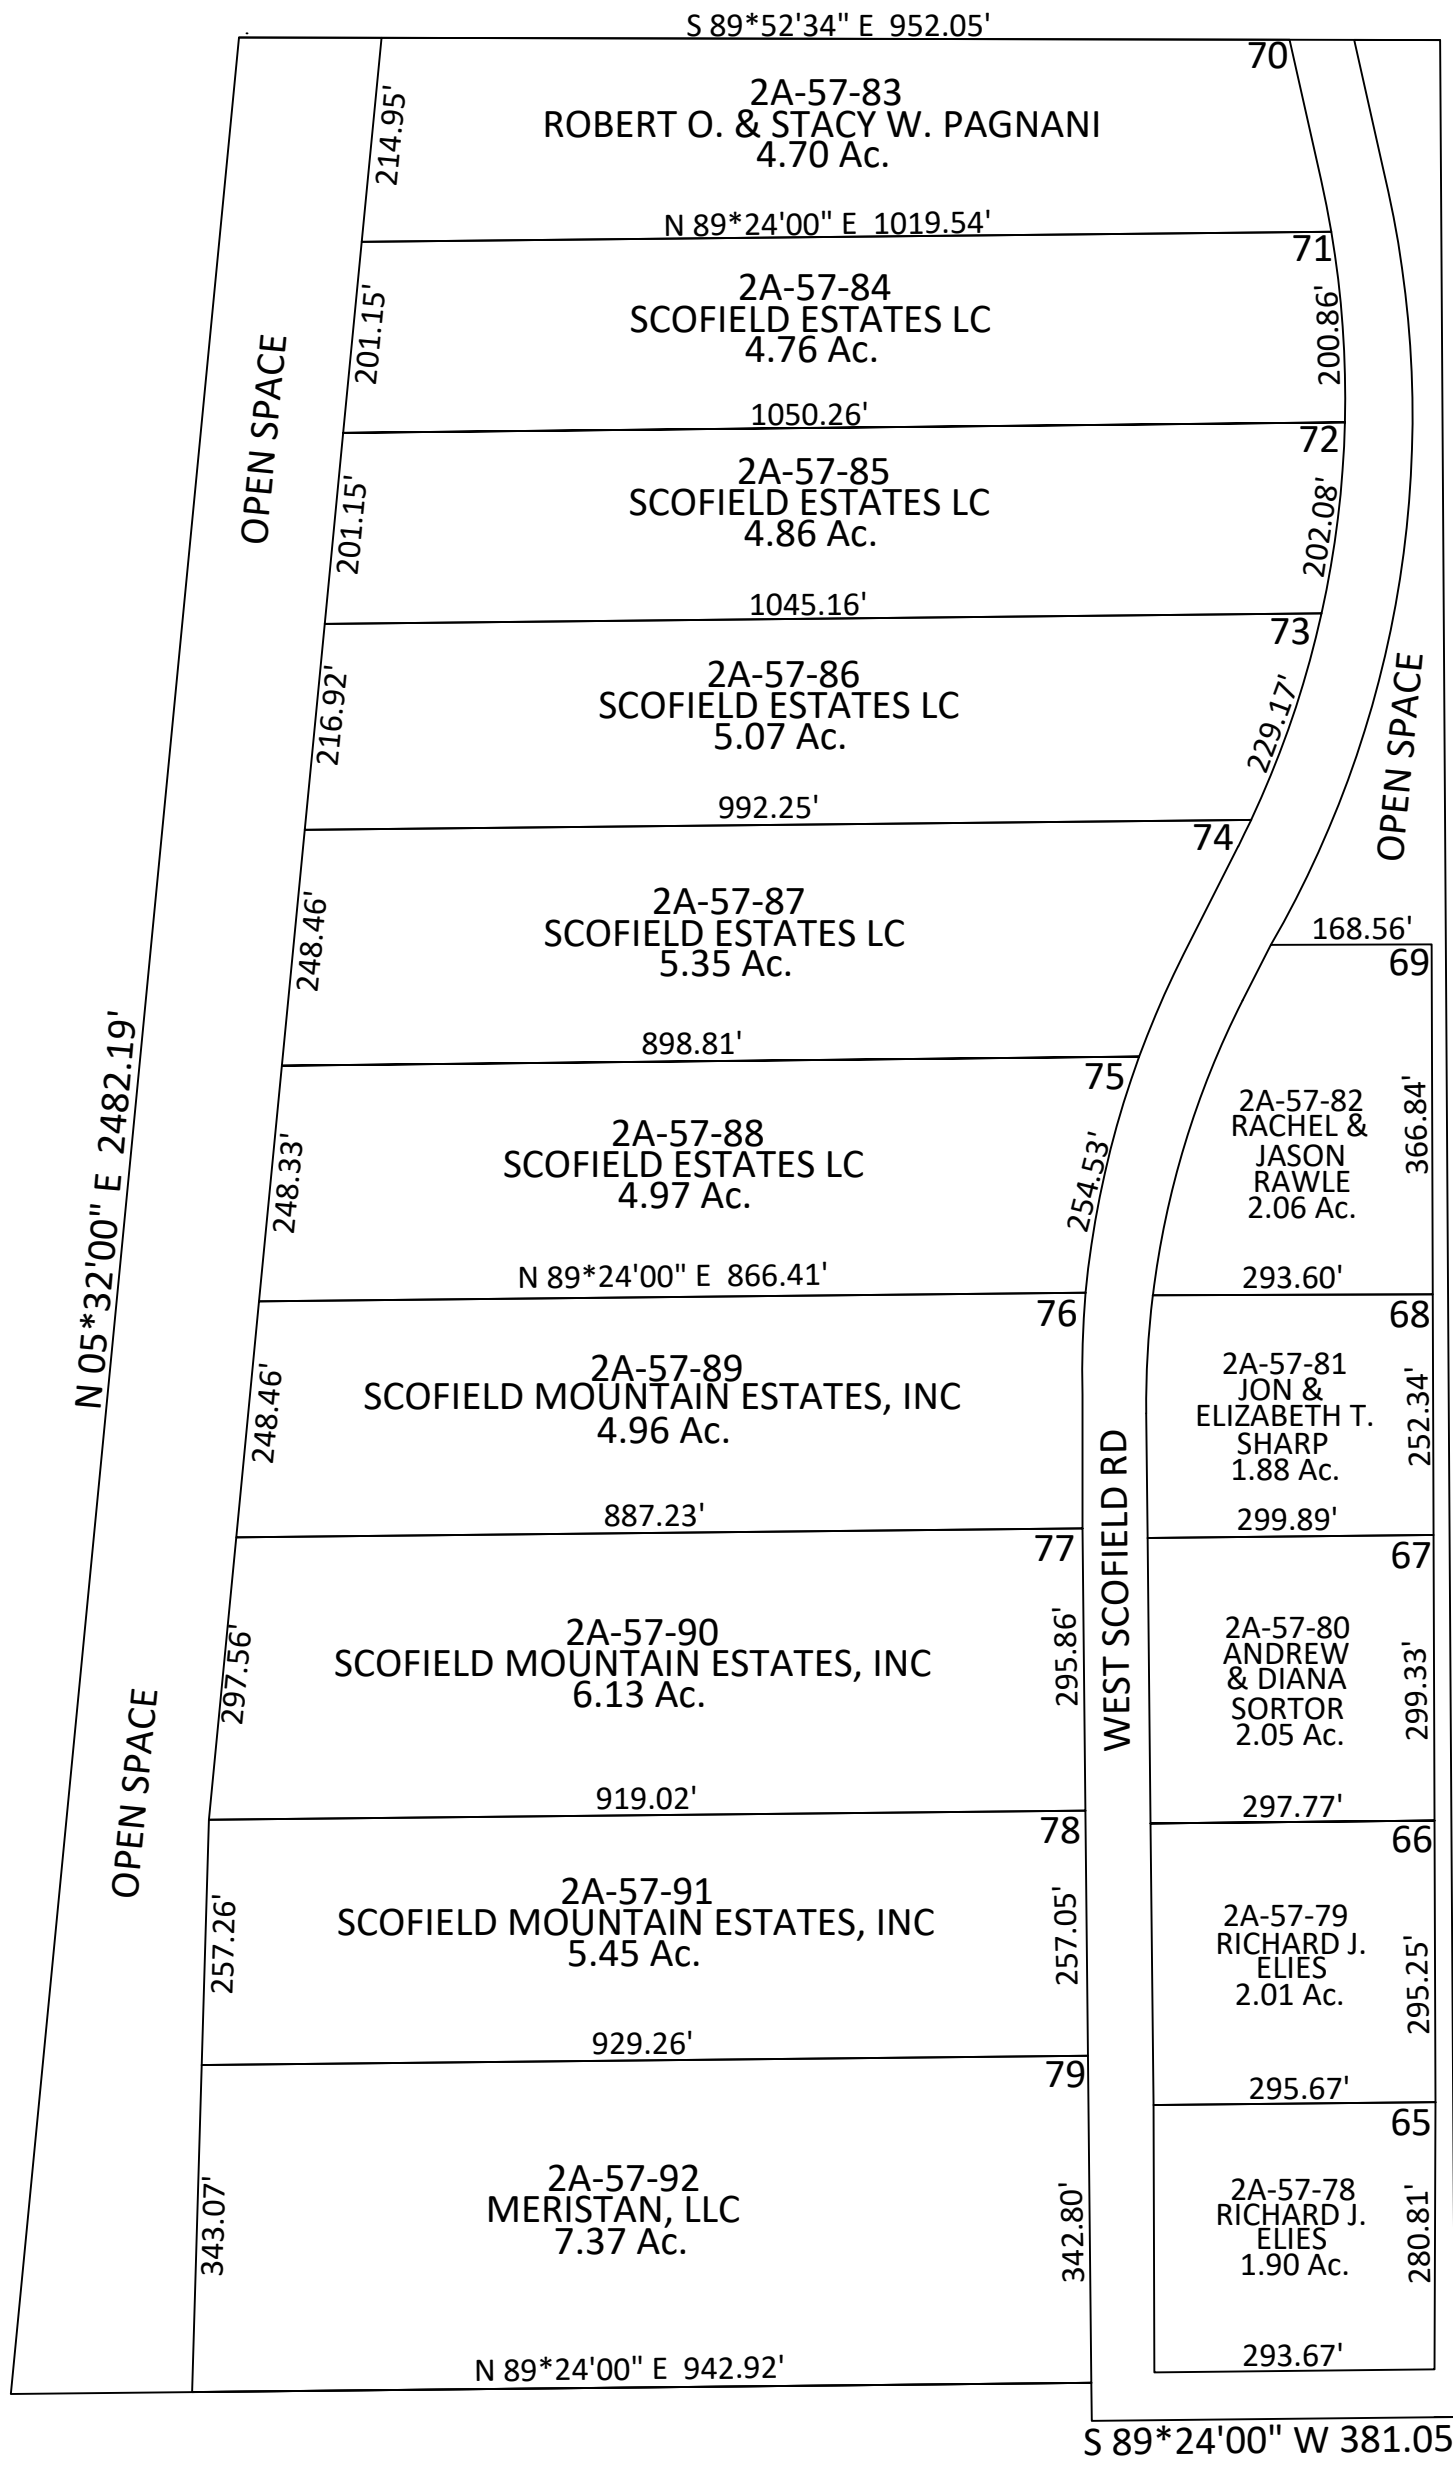 S 89*52'34" E 952.05'
70
2A-57-83
ROBERT O. & STACY W. PAGNANI
4.70 Ac.
214.95'
N 89*24'00" E 1019.54'
71
2A-57-84
SCOFIELD ESTATES LC
4.76 Ac.
201.15'
200.86'
OPEN SPACE
1050.26'
72
2A-57-85
SCOFIELD ESTATES LC
4.86 Ac.
201.15'
202.08'
1045.16'
73
2A-57-86
SCOFIELD ESTATES LC
5.07 Ac.
216.92'
229.17'
OPEN SPACE
992.25'
74
2A-57-87
SCOFIELD ESTATES LC
5.35 Ac.
248.46'
168.56'
69
898.81'
75
2A-57-88
SCOFIELD ESTATES LC
4.97 Ac.
248.33'
254.53'
2A-57-82
RACHEL &
JASON
RAWLE
2.06 Ac.
366.84'
N 05*32'00" E 2482.19'
N 89*24'00" E 866.41'
293.60'
76
68
2A-57-89
SCOFIELD MOUNTAIN ESTATES, INC
4.96 Ac.
248.46'
2A-57-81
JON &
ELIZABETH T.
SHARP
1.88 Ac.
252.34'
887.23'
299.89'
WEST SCOFIELD RD
77
67
2A-57-90
SCOFIELD MOUNTAIN ESTATES, INC
6.13 Ac.
297.56'
295.86'
2A-57-80
ANDREW
& DIANA
SORTOR
2.05 Ac.
299.33'
OPEN SPACE
919.02'
297.77'
78
66
2A-57-91
SCOFIELD MOUNTAIN ESTATES, INC
5.45 Ac.
257.26'
257.05'
2A-57-79
RICHARD J.
ELIES
2.01 Ac.
295.25'
929.26'
295.67'
79
65
2A-57-92
MERISTAN, LLC
7.37 Ac.
343.07'
342.80'
2A-57-78
RICHARD J.
ELIES
1.90 Ac.
280.81'
N 89*24'00" E 942.92'
293.67'
S 89*24'00" W 381.05